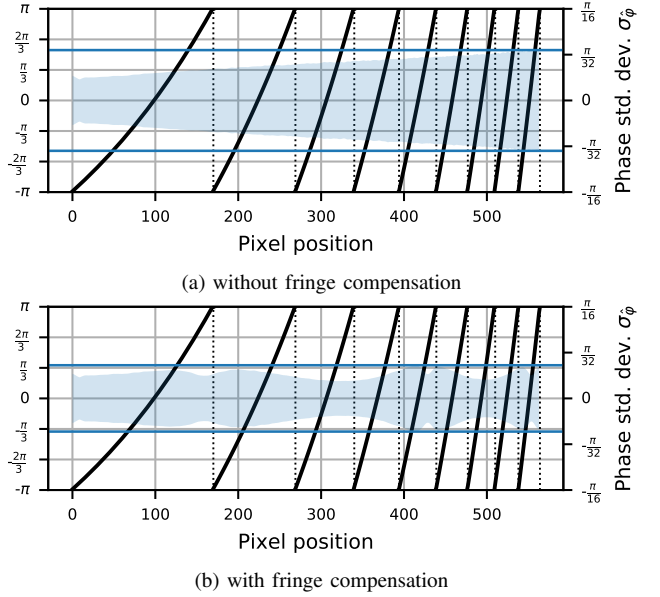 π
2π/3
π/3
0
-π/3
-2π/3
-π
π/16
π/32
0
-π/32
-π/16
Phase std. dev. σ_φ̂
0 100 200 300 400 500
Pixel position
(a) without fringe compensation
π
2π/3
π/3
0
-π/3
-2π/3
-π
π/16
π/32
0
-π/32
-π/16
Phase std. dev. σ_φ̂
0 100 200 300 400 500
Pixel position
(b) with fringe compensation